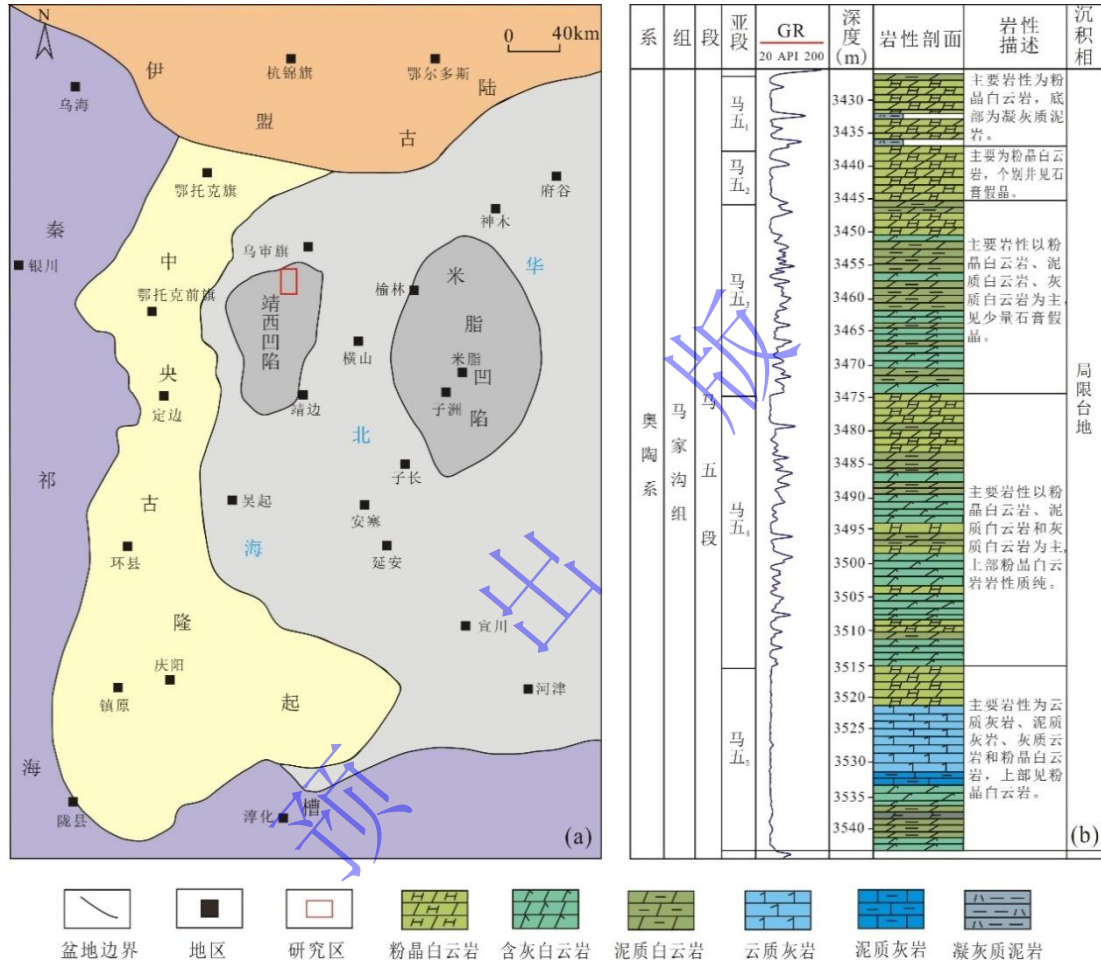 N
0 40km
伊
盟
古
陆
杭锦旗
鄂尔多斯
乌海
鄂托克旗
府谷
神木
乌审旗
秦
祁
海
槽
银川
中
央
古
隆
起
鄂托克前旗
靖西凹陷
榆林
米
脂
凹
陷
米脂
子洲
华
北
海
横山
定边
靖边
子长
吴起
安塞
延安
环县
宜川
庆阳
镇原
河津
陇县
淳化
(a)
预
出
版
系
组
段
亚段
GR
20 API 200
深度
(m)
岩性剖面
岩性
描述
沉积相
奥陶系
马家沟组
马五段
马五₁
马五₂
马五₃
马五₄
马五₅
3430
3435
3440
3445
3450
3455
3460
3465
3470
3475
3480
3485
3490
3495
3500
3505
3510
3515
3520
3525
3530
3535
3540
主要岩性为粉
晶白云岩，底
部为凝灰质泥
岩。
主要为粉晶白云
岩，个别井见石
膏假晶。
主要岩性以粉
晶白云岩、泥
质白云岩、灰
质白云岩为主，
见少量石膏假
晶。
主要岩性以粉
晶白云岩、泥
质白云岩和灰
质白云岩为主，
上部粉晶白云
岩岩性质纯。
主要岩性为云
质灰岩、泥质
灰岩、灰质云
岩和粉晶白云
岩，上部见粉
晶白云岩。
局限台地
(b)
盆地边界
地区
研究区
粉晶白云岩
含灰白云岩
泥质白云岩
云质灰岩
泥质灰岩
凝灰质泥岩